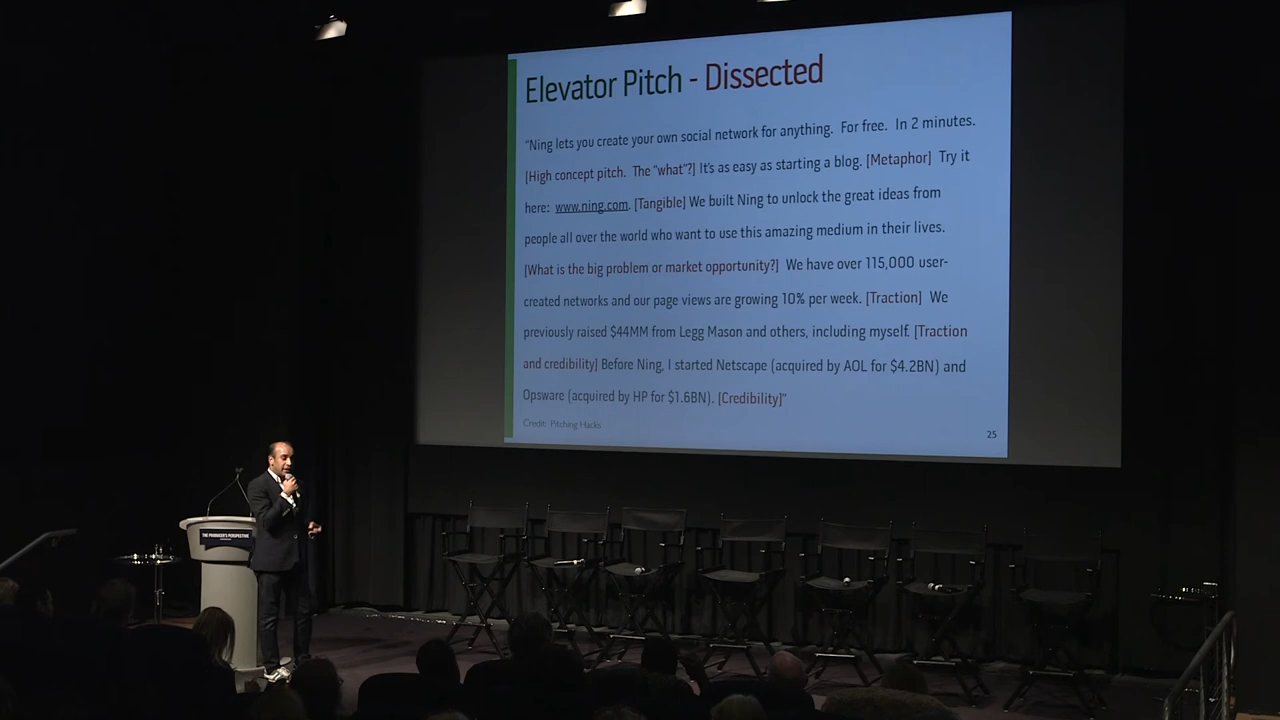 Elevator Pitch - Dissected
"Ning lets you create your own social network for anything. For free. In 2 minutes.
[High concept pitch. The "what"?] It's as easy as starting a blog. [Metaphor] Try it
here: www.ning.com. [Tangible] We built Ning to unlock the great ideas from
people all over the world who want to use this amazing medium in their lives.
[What is the big problem or market opportunity?] We have over 115,000 user-
created networks and our page views are growing 10% per week. [Traction] We
previously raised $44MM from Legg Mason and others, including myself. [Traction
and credibility] Before Ning, I started Netscape (acquired by AOL for $4.2BN) and
Opsware (acquired by HP for $1.6BN). [Credibility]"
Credit: Pitching Hacks
25
THE PRODUCER'S PERSPECTIVE